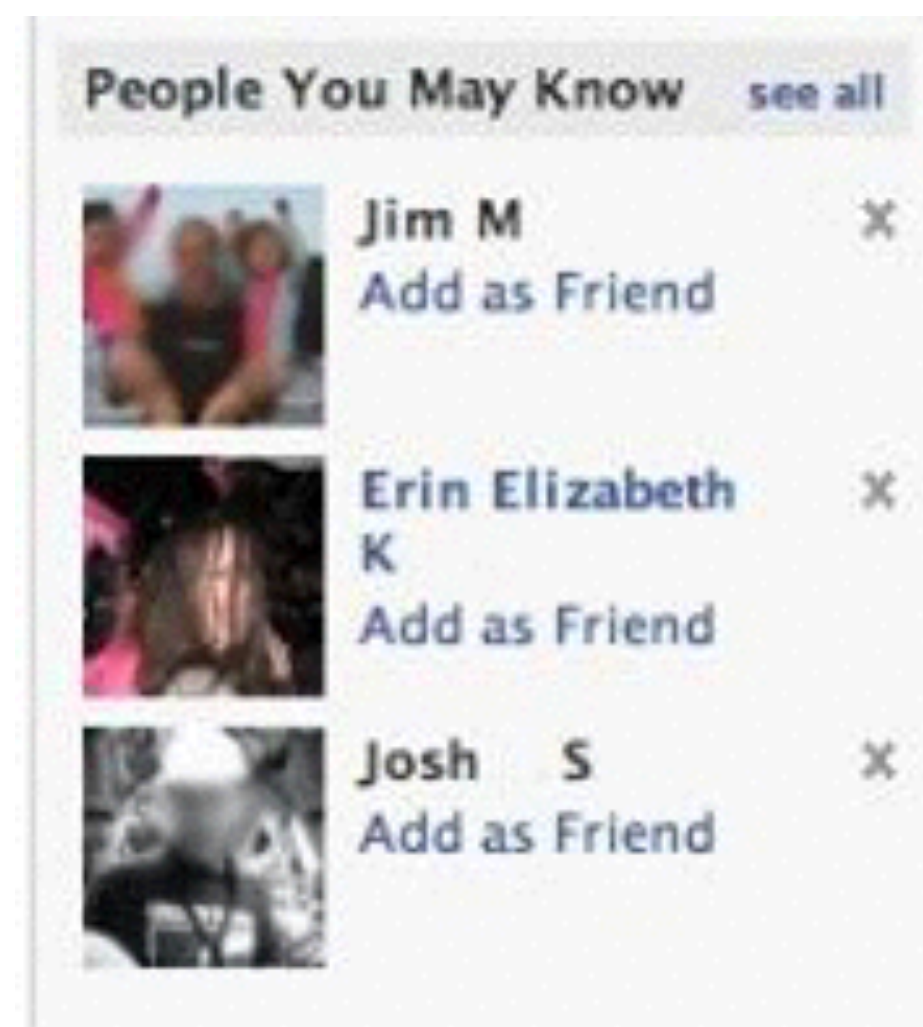 People You May Know see all
Jim M
Add as Friend
Erin Elizabeth
K
Add as Friend
Josh S
Add as Friend